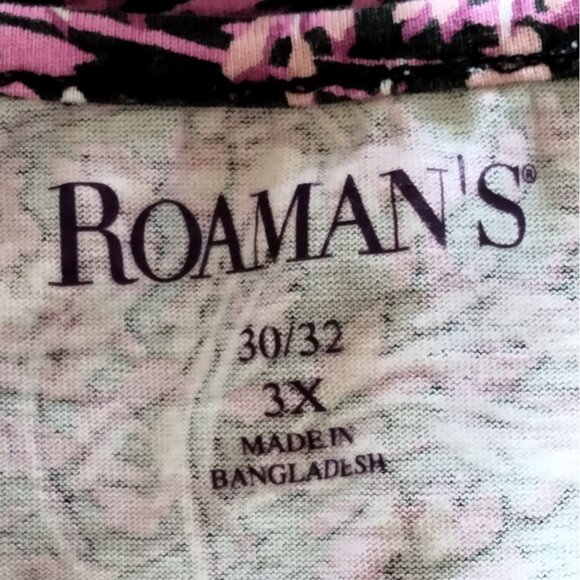 ROAMAN'S®
30/32
3X
MADE IN
BANGLADESH